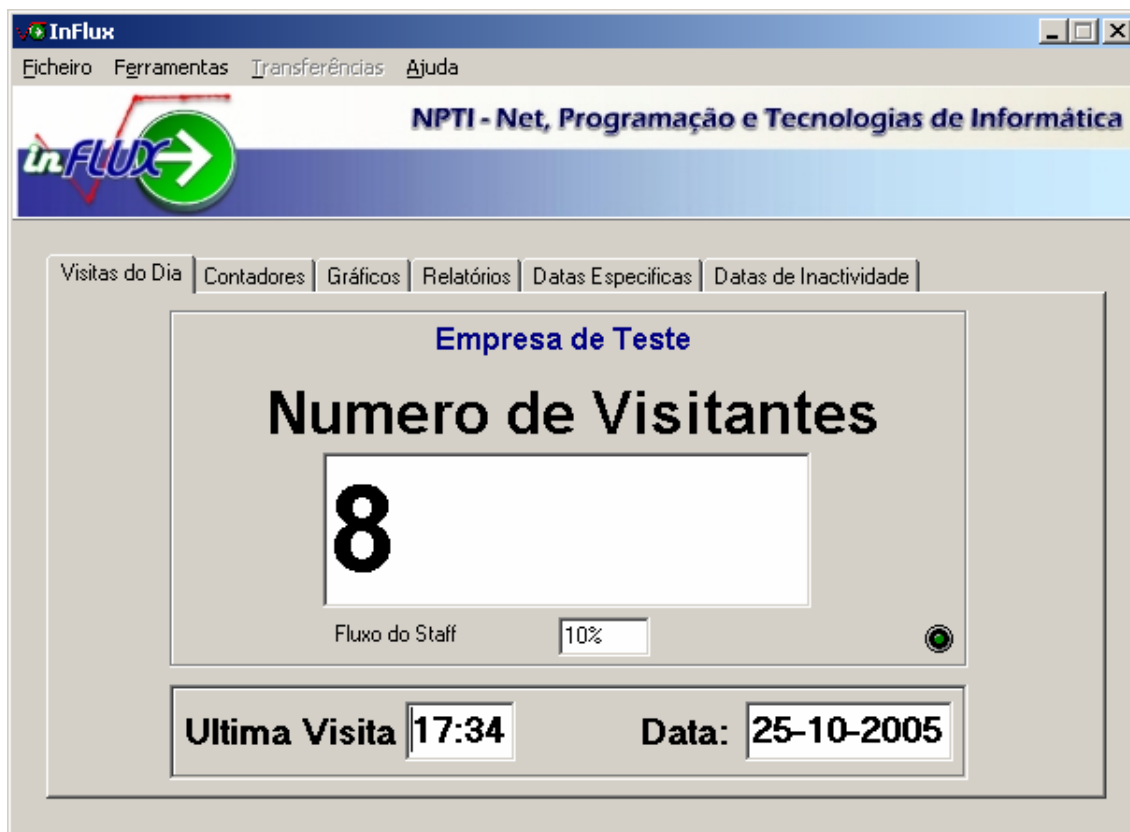 InFlux
Ficheiro Ferramentas Transferências Ajuda
NPTI - Net, Programação e Tecnologias de Informática
inFLUX
Visitas do Dia Contadores Gráficos Relatórios Datas Especificas Datas de Inactividade
Empresa de Teste
Numero de Visitantes
8
Fluxo do Staff 10%
Ultima Visita 17:34 Data: 25-10-2005